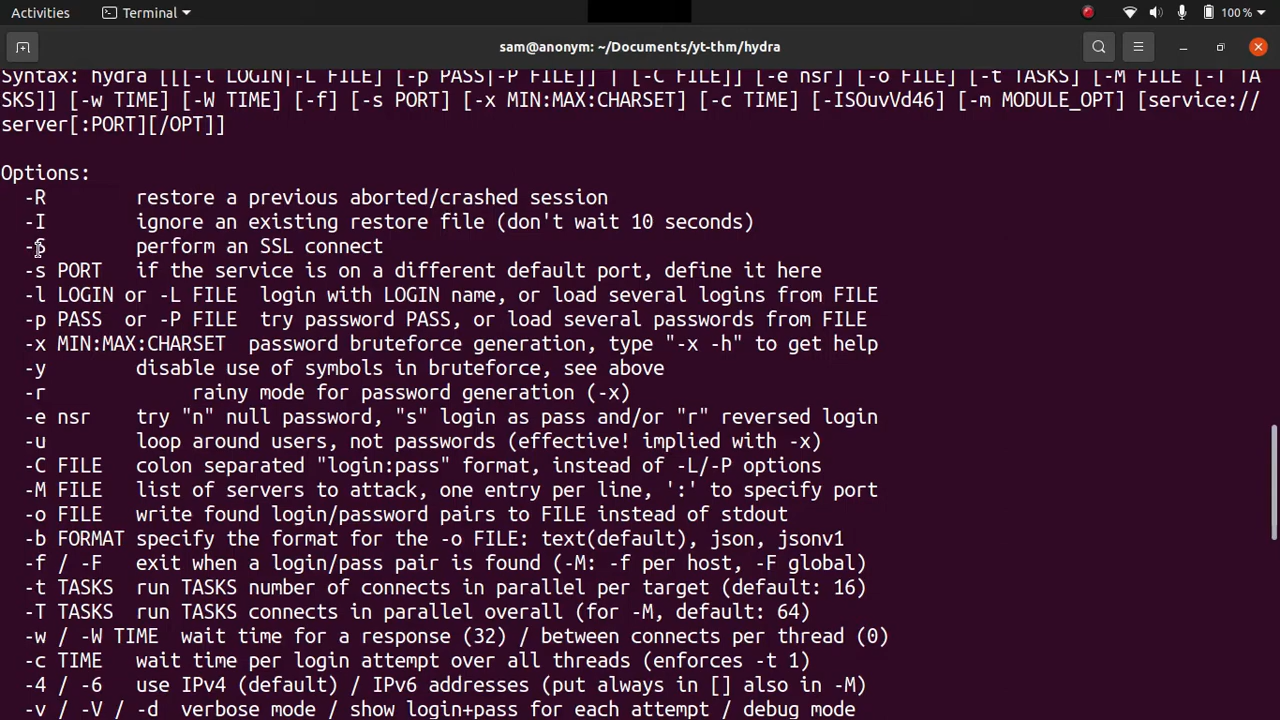 Activities Terminal 100 %
sam@anonym: ~/Documents/yt-thm/hydra
Syntax: hydra [[[-l LOGIN|-L FILE] [-p PASS|-P FILE]] | [-C FILE]] [-e nsr] [-o FILE] [-t TASKS] [-M FILE [-T TA
SKS]] [-w TIME] [-W TIME] [-f] [-s PORT] [-x MIN:MAX:CHARSET] [-c TIME] [-ISOuvVd46] [-m MODULE_OPT] [service://
server[:PORT][/OPT]]
Options:
-R restore a previous aborted/crashed session
-I ignore an existing restore file (don't wait 10 seconds)
-S perform an SSL connect
-s PORT if the service is on a different default port, define it here
-l LOGIN or -L FILE login with LOGIN name, or load several logins from FILE
-p PASS or -P FILE try password PASS, or load several passwords from FILE
-x MIN:MAX:CHARSET password bruteforce generation, type "-x -h" to get help
-y disable use of symbols in bruteforce, see above
-r rainy mode for password generation (-x)
-e nsr try "n" null password, "s" login as pass and/or "r" reversed login
-u loop around users, not passwords (effective! implied with -x)
-C FILE colon separated "login:pass" format, instead of -L/-P options
-M FILE list of servers to attack, one entry per line, ':' to specify port
-o FILE write found login/password pairs to FILE instead of stdout
-b FORMAT specify the format for the -o FILE: text(default), json, jsonv1
-f / -F exit when a login/pass pair is found (-M: -f per host, -F global)
-t TASKS run TASKS number of connects in parallel per target (default: 16)
-T TASKS run TASKS connects in parallel overall (for -M, default: 64)
-w / -W TIME wait time for a response (32) / between connects per thread (0)
-c TIME wait time per login attempt over all threads (enforces -t 1)
-4 / -6 use IPv4 (default) / IPv6 addresses (put always in [] also in -M)
-v / -V / -d verbose mode / show login+pass for each attempt / debug mode